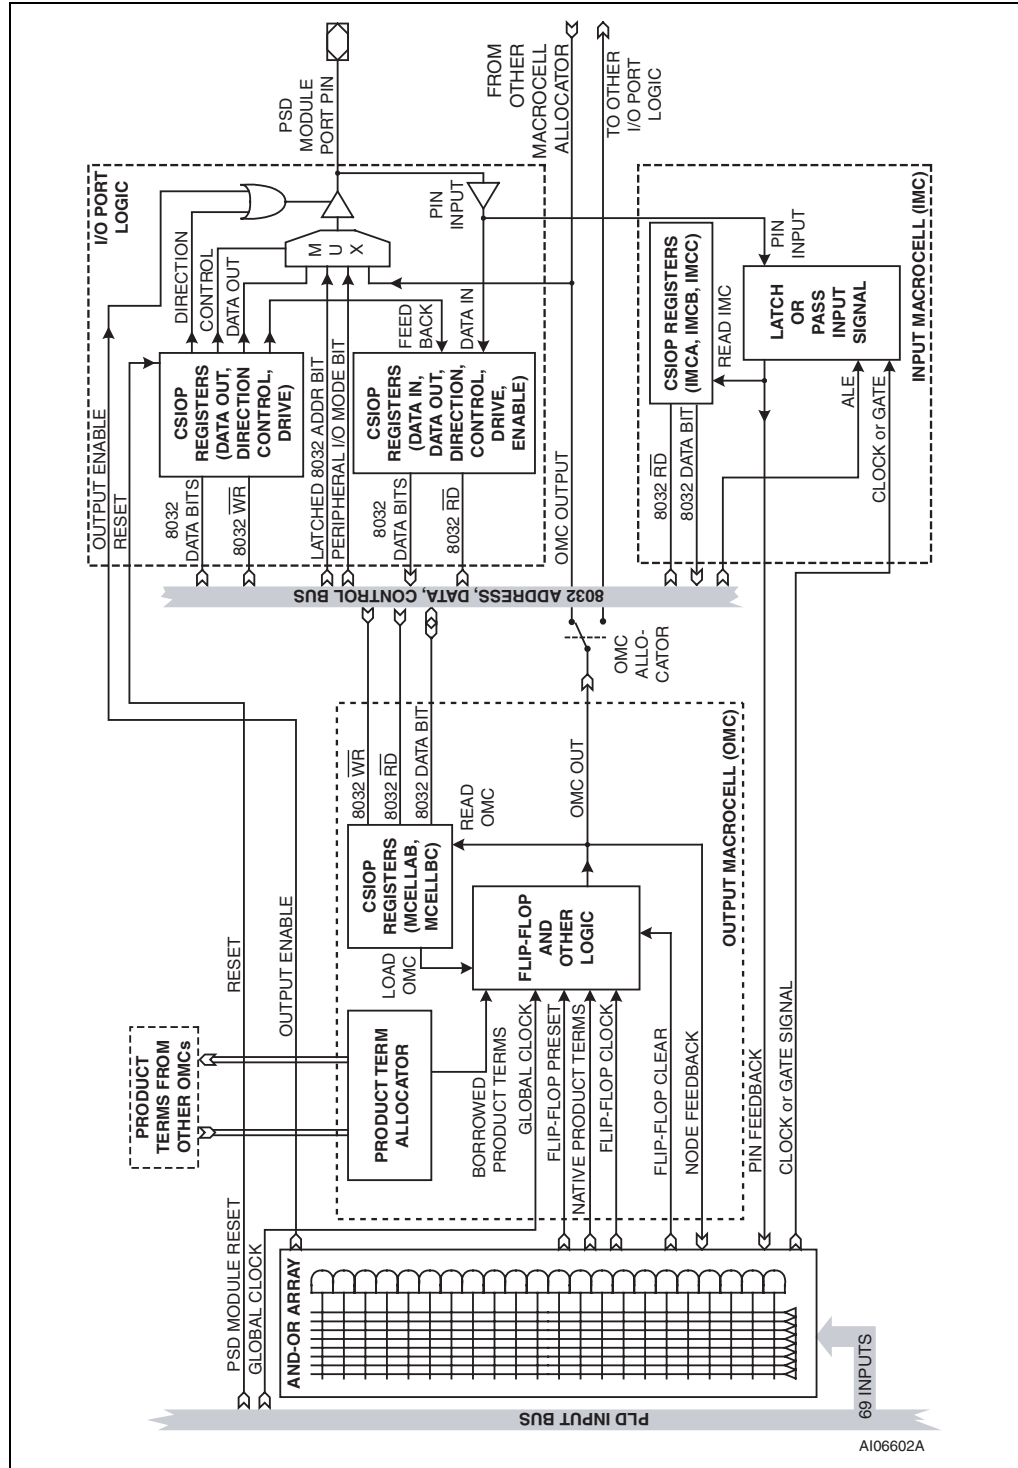 PLD INPUT BUS
69 INPUTS
AI06602A
AND-OR ARRAY
PSD MODULE RESET
GLOBAL CLOCK
PRODUCT
TERMS FROM
OTHER OMCs
RESET
OUTPUT ENABLE
PRODUCT TERM
ALLOCATOR
BORROWED
PRODUCT TERMS
GLOBAL CLOCK
FLIP-FLOP PRESET
NATIVE PRODUCT TERMS
FLIP-FLOP CLOCK
FLIP-FLOP CLEAR
NODE FEEDBACK
PIN FEEDBACK
CLOCK or GATE SIGNAL
CSIOP
REGISTERS
(MCELLAB,
MCELLBC)
LOAD
OMC
READ
OMC
FLIP-FLOP
AND
OTHER
LOGIC
OUTPUT MACROCELL (OMC)
8032 WR
8032 RD
8032 DATA BIT
OMC OUT
OMC
ALLO-
CATOR
8032 ADDRESS, DATA, CONTROL BUS
I/O PORT
LOGIC
OUTPUT ENABLE
RESET
8032
DATA BITS
8032 WR
LATCHED 8032 ADDR BIT
PERIPHERAL I/O MODE BIT
8032
DATA BITS
8032 RD
OMC OUTPUT
CSIOP
REGISTERS
(DATA OUT,
DIRECTION
CONTROL,
DRIVE)
CSIOP
REGISTERS
(DATA IN,
DATA OUT,
DIRECTION,
CONTROL,
DRIVE,
ENABLE)
DIRECTION
CONTROL
DATA OUT
FEED
BACK
DATA IN
M
U
X
PIN
INPUT
PSD
MODULE
PORT PIN
FROM
OTHER
MACROCELL
ALLOCATOR
TO OTHER
I/O PORT
LOGIC
INPUT MACROCELL (IMC)
CSIOP REGISTERS
(IMCA, IMCB, IMCC)
8032 RD
8032 DATA BIT
READ IMC
PIN
INPUT
LATCH
OR
PASS
INPUT
SIGNAL
ALE
CLOCK or GATE